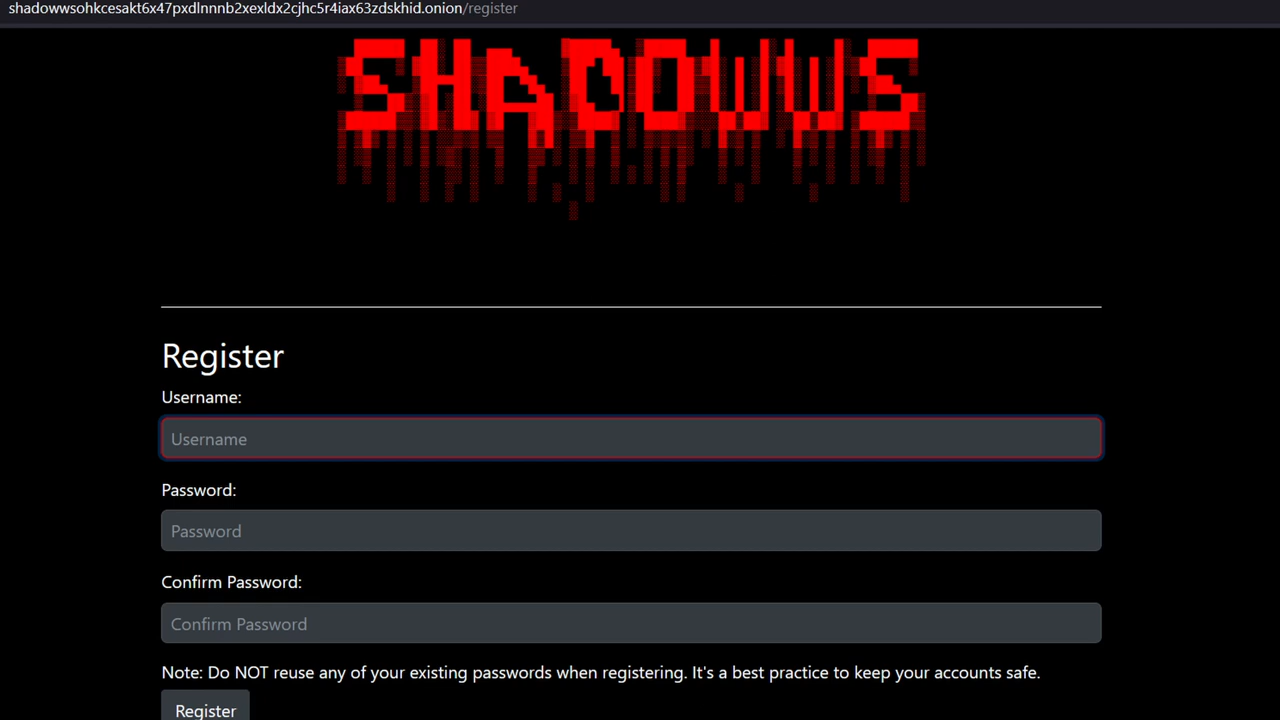 shadowwsohkcesakt6x47pxdlnnnb2xexldx2cjhc5r4iax63zdskhid.onion/register
SHADOWWS
Register
Username:
Username
Password:
Password
Confirm Password:
Confirm Password
Note: Do NOT reuse any of your existing passwords when registering. It's a best practice to keep your accounts safe.
Register